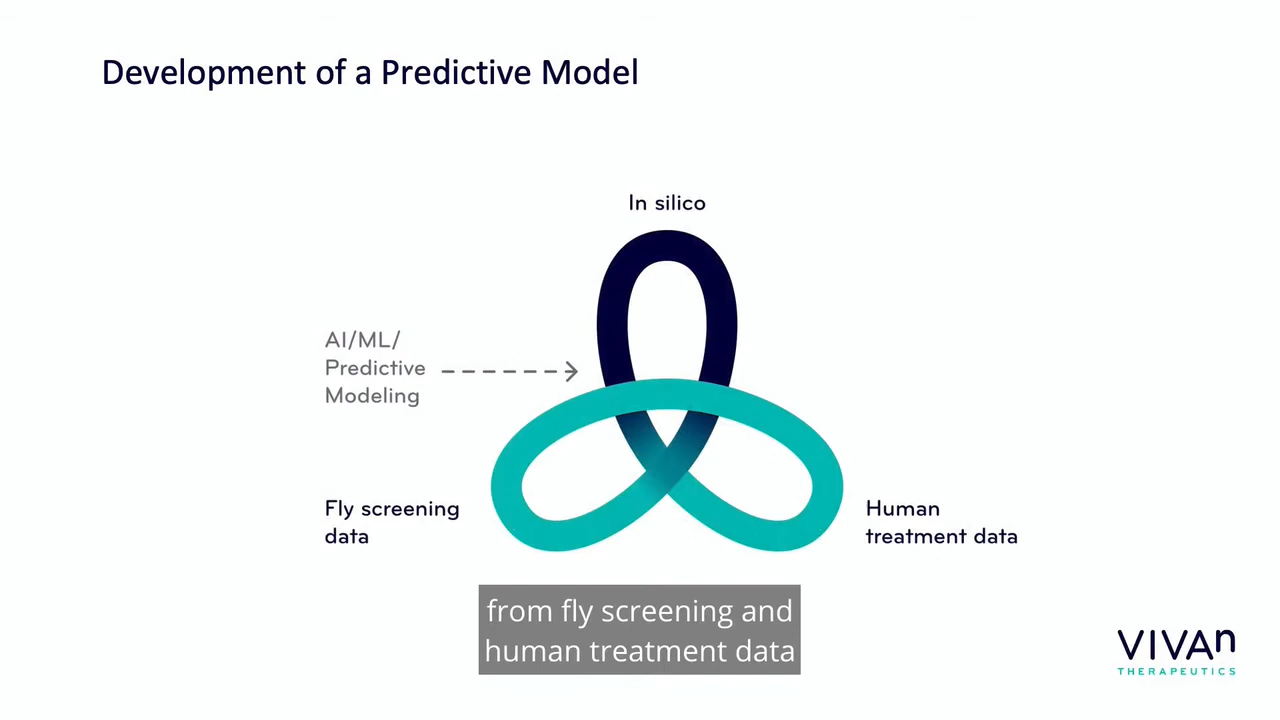 Development of a Predictive Model
In silico
AI/ML/
Predictive
Modeling
Fly screening
data
Human
treatment data
from fly screening and
human treatment data
VIVAn
THERAPEUTICS